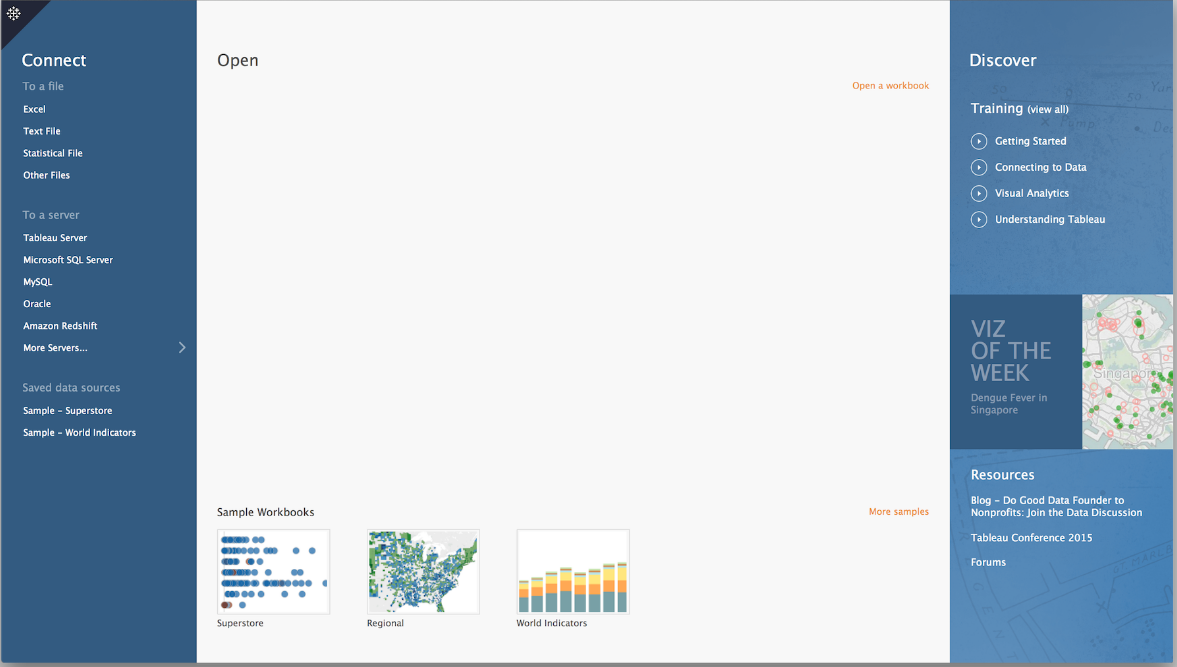 Connect
To a file
Excel
Text File
Statistical File
Other Files
To a server
Tableau Server
Microsoft SQL Server
MySQL
Oracle
Amazon Redshift
More Servers...
Saved data sources
Sample – Superstore
Sample – World Indicators
Open
Open a workbook
Sample Workbooks
More samples
Superstore
Regional
World Indicators
Discover
Training (view all)
Getting Started
Connecting to Data
Visual Analytics
Understanding Tableau
VIZ
OF THE
WEEK
Dengue Fever in
Singapore
Singapore
Resources
Blog – Do Good Data Founder to
Nonprofits: Join the Data Discussion
Tableau Conference 2015
Forums